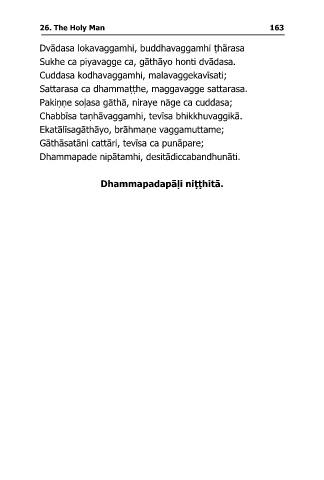 26. The Holy Man 163
Dvādasa lokavaggamhi, buddhavaggamhi ṭhārasa
Sukhe ca piyavagge ca, gāthāyo honti dvādasa.
Cuddasa kodhavaggamhi, malavaggekavīsati;
Sattarasa ca dhammaṭṭhe, maggavagge sattarasa.
Pakiṇṇe soḷasa gāthā, niraye nāge ca cuddasa;
Chabbīsa taṇhāvaggamhi, tevīsa bhikkhuvaggikā.
Ekatālīsagāthāyo, brāhmaṇe vaggamuttame;
Gāthāsatāni cattāri, tevīsa ca punāpare;
Dhammapade nipātamhi, desitādiccabandhunāti.
Dhammapadapāḷi niṭṭhitā.